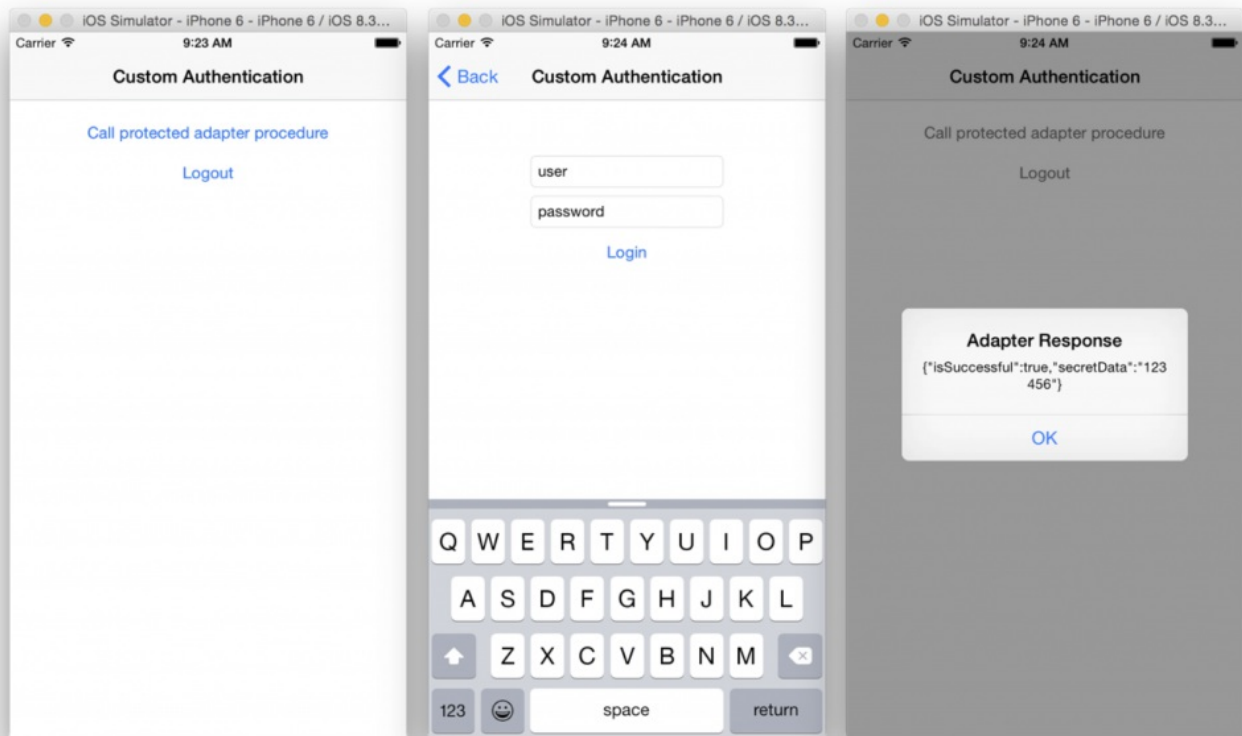 iOS Simulator - iPhone 6 - iPhone 6 / iOS 8.3...
Carrier
9:23 AM
Custom Authentication
Call protected adapter procedure
Logout
iOS Simulator - iPhone 6 - iPhone 6 / iOS 8.3...
Carrier
9:24 AM
Back
Custom Authentication
user
password
Login
Q W E R T Y U I O P
A S D F G H J K L
Z X C V B N M
123
space
return
iOS Simulator - iPhone 6 - iPhone 6 / iOS 8.3...
Carrier
9:24 AM
Custom Authentication
Call protected adapter procedure
Logout
Adapter Response
{"isSuccessful":true,"secretData":"123
456"}
OK